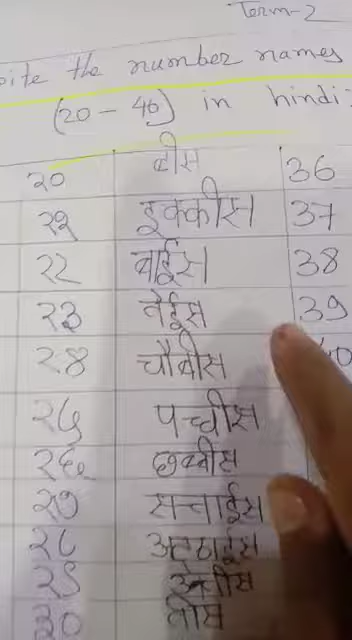 Term-2
ite the number names
(20 - 40) in hindi:
२० बीस 36
२१ इक्कीस 37
२२ बाईस 38
२३ तेईस 39
२४ चौबीस 40
२५ पच्चीस
२६ छब्बीस
२७ सत्ताईस
२८ अट्ठाईस
२९
३० तीस